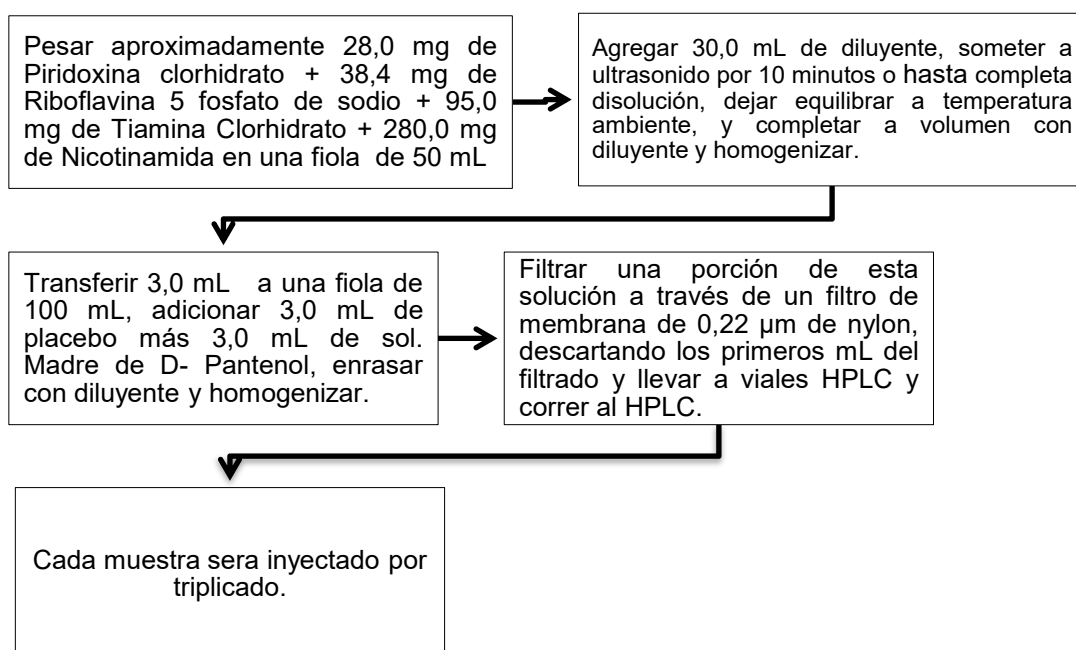 Pesar aproximadamente 28,0 mg de
Piridoxina clorhidrato + 38,4 mg de
Riboflavina 5 fosfato de sodio + 95,0
mg de Tiamina Clorhidrato + 280,0 mg
de Nicotinamida en una fiola de 50 mL
Agregar 30,0 mL de diluyente, someter a
ultrasonido por 10 minutos o hasta completa
disolución, dejar equilibrar a temperatura
ambiente, y completar a volumen con
diluyente y homogenizar.
Transferir 3,0 mL a una fiola de
100 mL, adicionar 3,0 mL de
placebo más 3,0 mL de sol.
Madre de D- Pantenol, enrasar
con diluyente y homogenizar.
Filtrar una porción de esta
solución a través de un filtro de
membrana de 0,22 µm de nylon,
descartando los primeros mL del
filtrado y llevar a viales HPLC y
correr al HPLC.
Cada muestra sera inyectado por
triplicado.